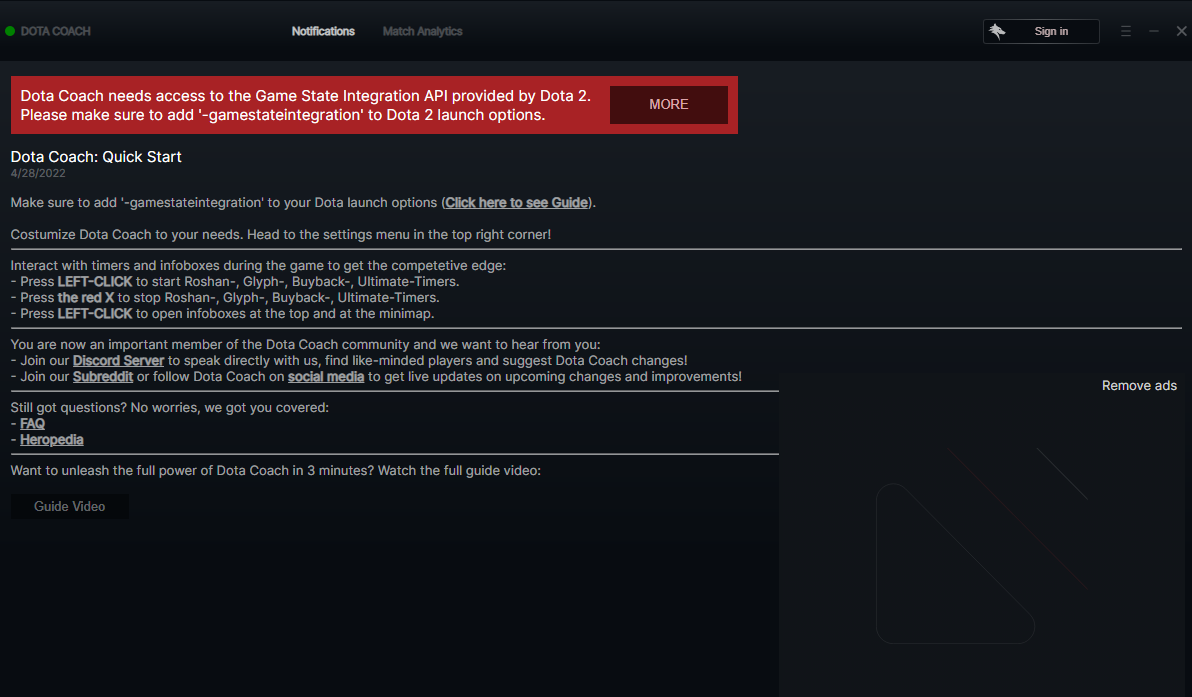 DOTA COACH
Notifications
Match Analytics
Sign in
Dota Coach needs access to the Game State Integration API provided by Dota 2.
Please make sure to add '-gamestateintegration' to Dota 2 launch options.
MORE
Dota Coach: Quick Start
4/28/2022
Make sure to add '-gamestateintegration' to your Dota launch options (Click here to see Guide).
Costumize Dota Coach to your needs. Head to the settings menu in the top right corner!
Interact with timers and infoboxes during the game to get the competetive edge:
- Press LEFT-CLICK to start Roshan-, Glyph-, Buyback-, Ultimate-Timers.
- Press the red X to stop Roshan-, Glyph-, Buyback-, Ultimate-Timers.
- Press LEFT-CLICK to open infoboxes at the top and at the minimap.
You are now an important member of the Dota Coach community and we want to hear from you:
- Join our Discord Server to speak directly with us, find like-minded players and suggest Dota Coach changes!
- Join our Subreddit or follow Dota Coach on social media to get live updates on upcoming changes and improvements!
Remove ads
Still got questions? No worries, we got you covered:
- FAQ
- Heropedia
Want to unleash the full power of Dota Coach in 3 minutes? Watch the full guide video:
Guide Video